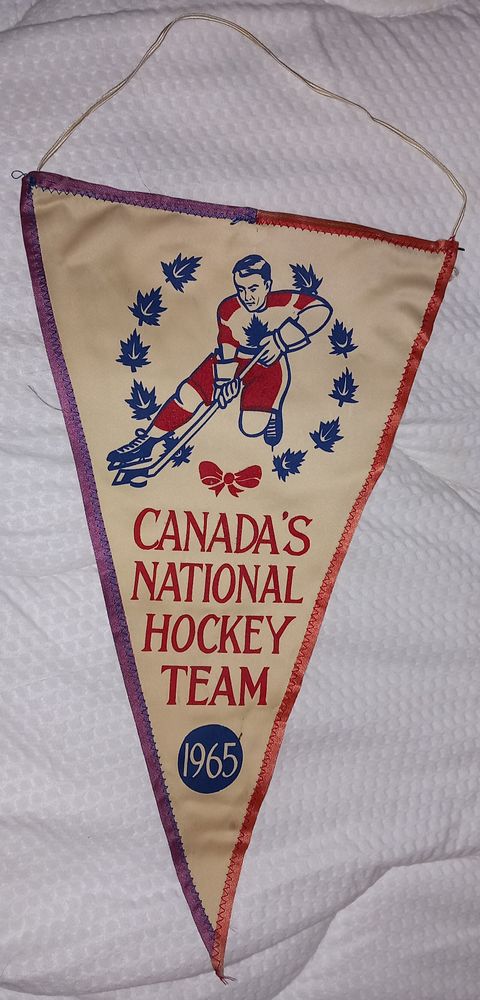 CANADA'S
NATIONAL
HOCKEY
TEAM
1965